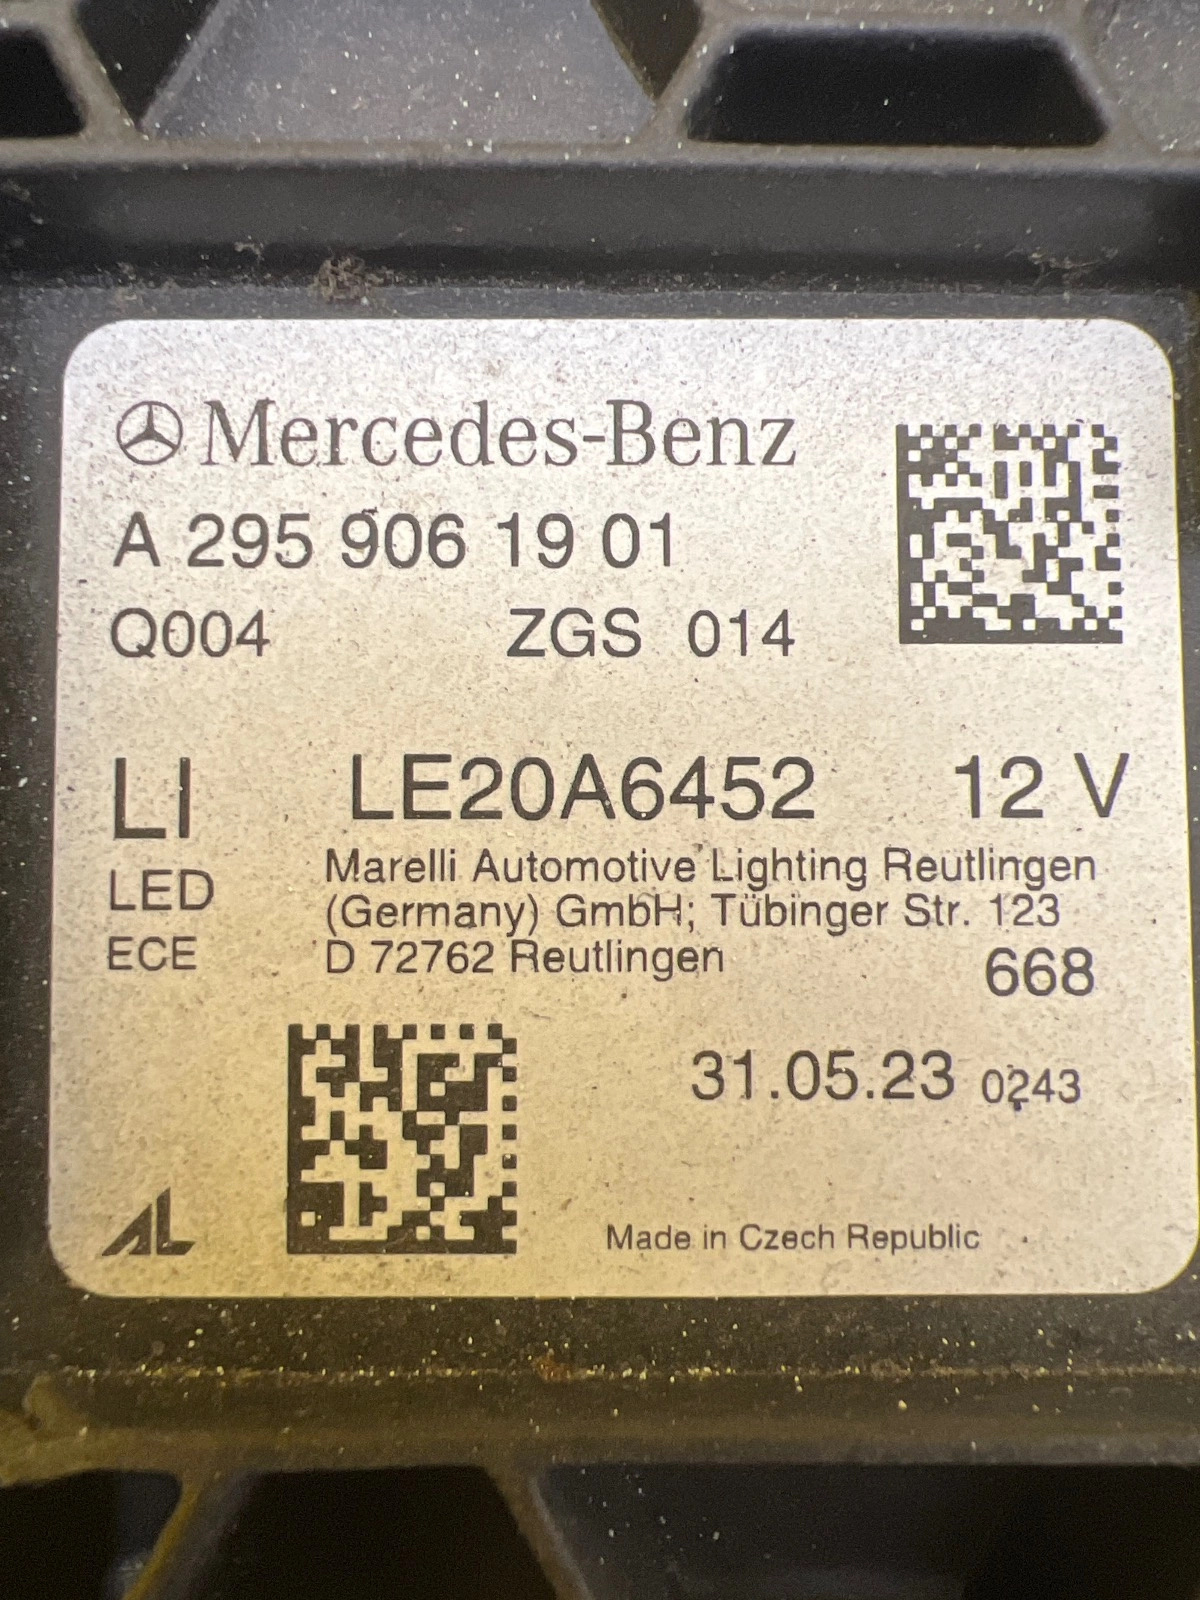 Mercedes-Benz
A 295 906 19 01
Q004 ZGS 014
LI LE20A6452 12 V
LED
ECE
Marelli Automotive Lighting Reutlingen
(Germany) GmbH; Tübinger Str. 123
D 72762 Reutlingen
668
31.05.23 0243
AL
Made in Czech Republic